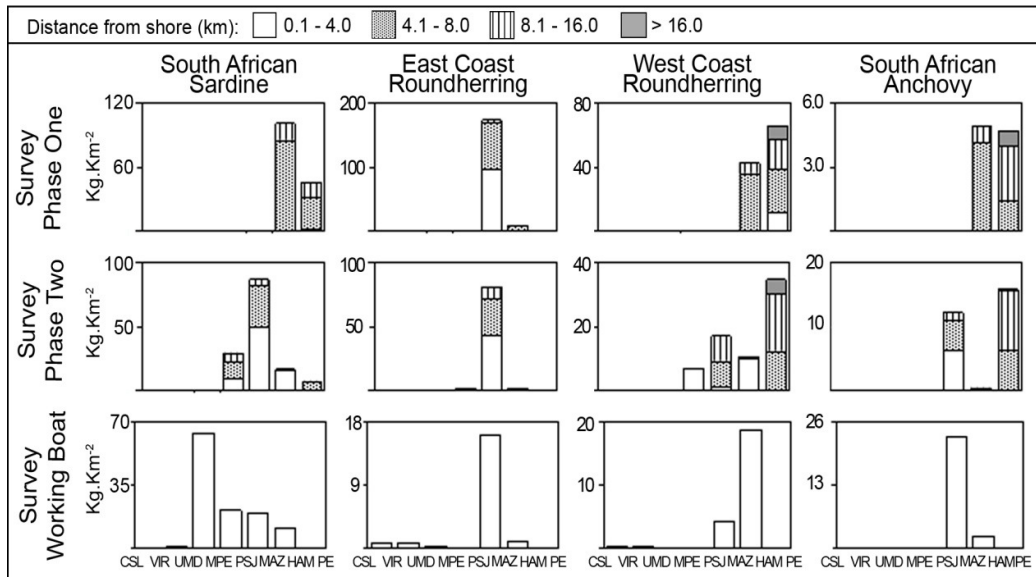 Distance from shore (km): 0.1 - 4.0 4.1 - 8.0 8.1 - 16.0 > 16.0
South African Sardine
East Coast Roundherring
West Coast Roundherring
South African Anchovy
Survey Phase One
Kg.Km-2
120
60
200
100
80
40
6.0
3.0
Survey Phase Two
Kg.Km-2
100
50
100
50
40
20
20
10
Survey Working Boat
Kg.Km-2
70
35
18
9
20
10
26
13
CSL VIR UMD MPE PSJ MAZ HAM PE
CSL VIR UMD MPE PSJ MAZ HAM PE
CSL VIR UMD MPE PSJ MAZ HAM PE
CSL VIR UMD MPE PSJ MAZ HAM PE